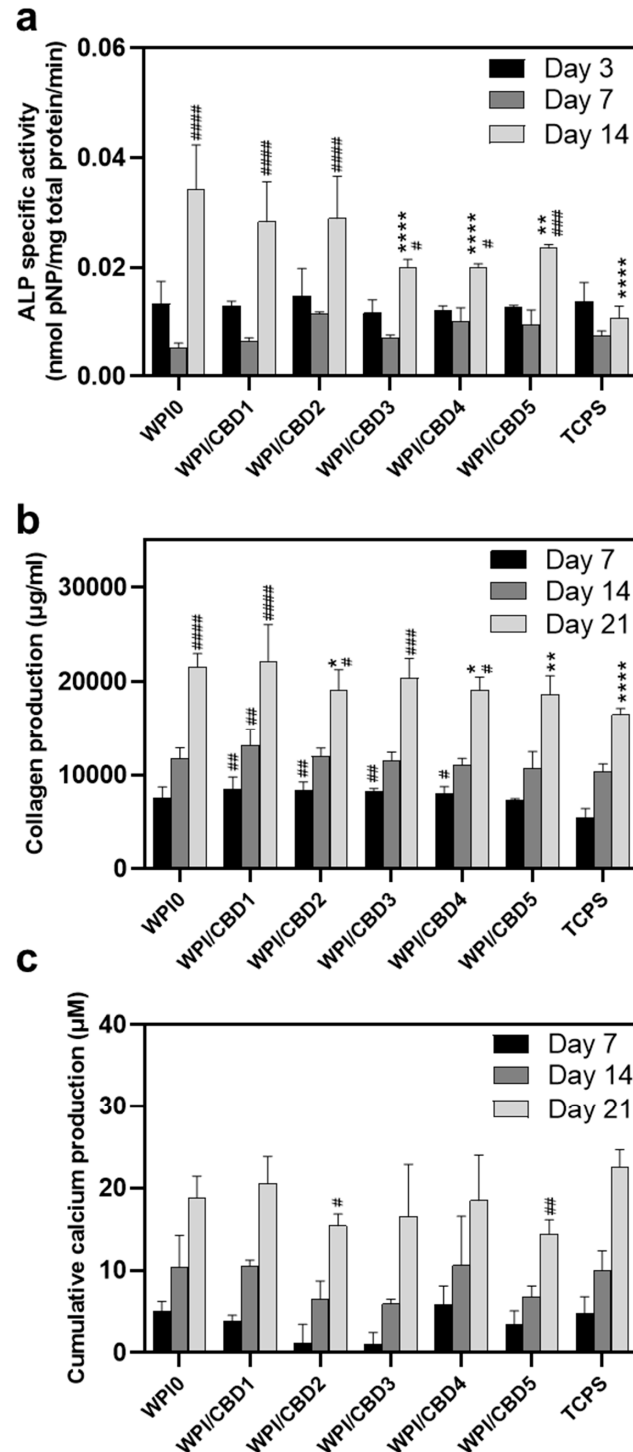 a
ALP specific activity
(nmol pNP/mg total protein/min)
0.06
0.04
0.02
0.00
Day 3
Day 7
Day 14
####
####
####
****
#
****
#
**
###
****
WPI0
WPI/CBD1
WPI/CBD2
WPI/CBD3
WPI/CBD4
WPI/CBD5
TCPS
b
Collagen production (µg/ml)
30000
20000
10000
0
Day 7
Day 14
Day 21
####
##
##
####
##
*
#
##
###
#
*
#
**
****
WPI0
WPI/CBD1
WPI/CBD2
WPI/CBD3
WPI/CBD4
WPI/CBD5
TCPS
c
Cumulative calcium production (µM)
40
30
20
10
0
Day 7
Day 14
Day 21
#
##
WPI0
WPI/CBD1
WPI/CBD2
WPI/CBD3
WPI/CBD4
WPI/CBD5
TCPS